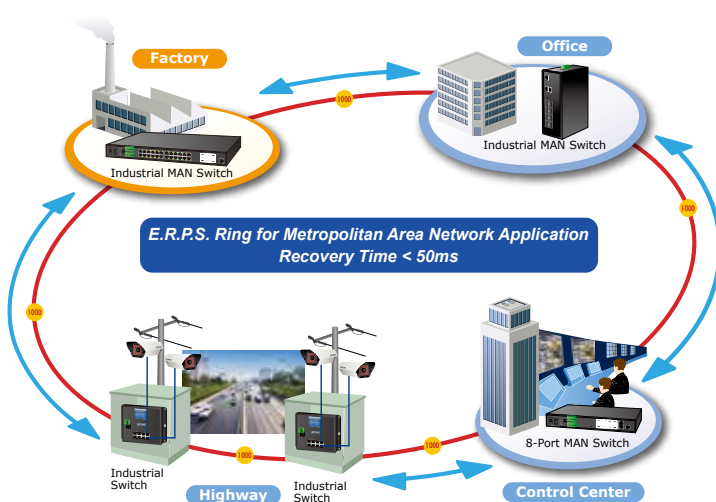 Office
Factory
1000
Industrial MAN Switch
Industrial MAN Switch
1000
E.R.P.S. Ring for Metropolitan Area Network Application
Recovery Time < 50ms
1000
8-Port MAN Switch
1000
1000
Industrial
Switch
Industrial
Switch
Highway
Control Center